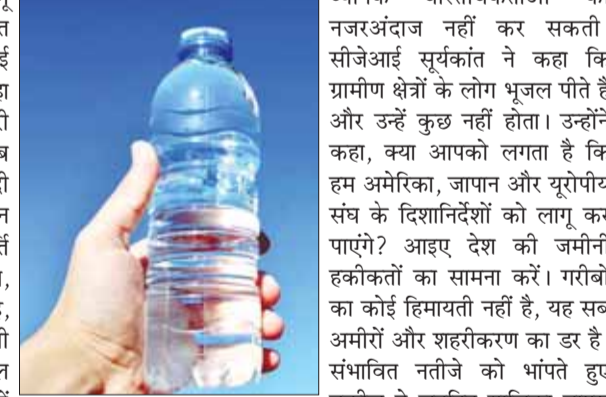 नजरअंदाज नहीं कर सकती
सीजेआई सूर्यकांत ने कहा कि
ग्रामीण क्षेत्रों के लोग भूजल पीते हैं
और उन्हें कुछ नहीं होता। उन्होंने
कहा, क्या आपको लगता है कि
हम अमेरिका, जापान और यूरोपीय
संघ के दिशानिर्देशों को लागू कर
पाएंगे? आइए देश की जमीनी
हकीकतों का सामना करें। गरीबों
का कोई हिमायती नहीं है, यह सब
अमीरों और शहरीकरण का डर है
संभावित नतीजे को भांपते हुए